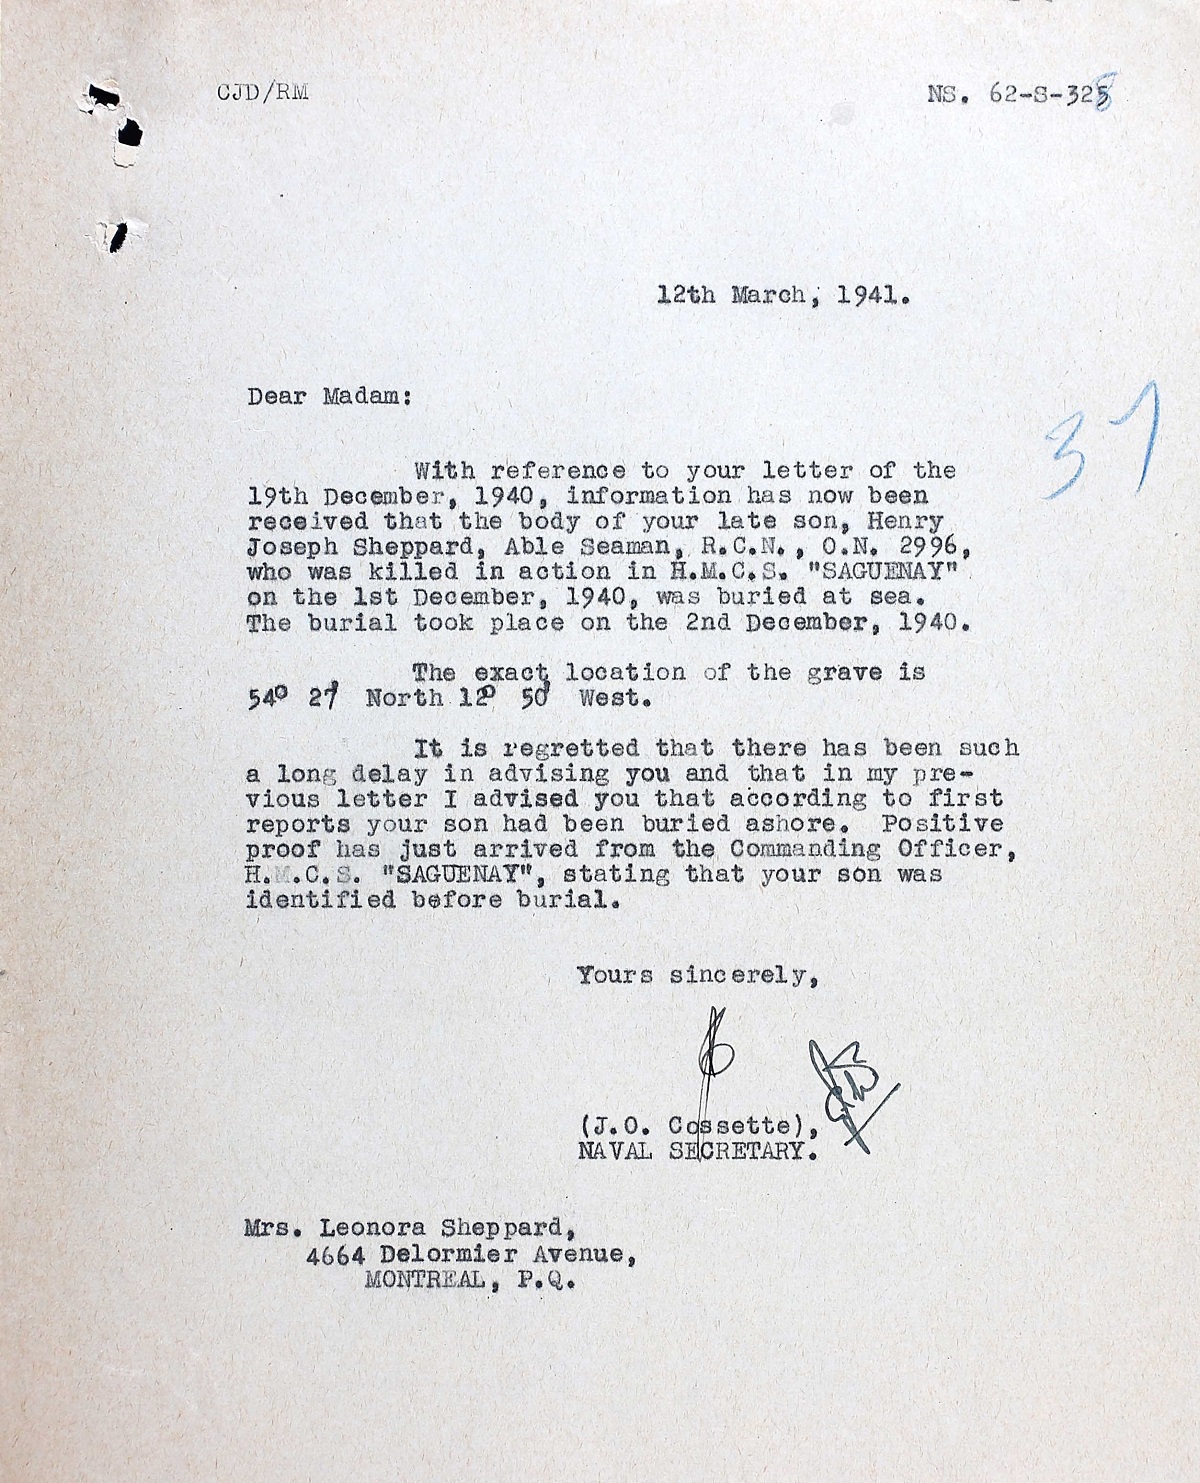 CJD/RM
NS. 62-S-328
12th March, 1941.
Dear Madam:
37
With reference to your letter of the
19th December, 1940, information has now been
received that the body of your late son, Henry
Joseph Sheppard, Able Seaman, R.C.N., O.N. 2996,
who was killed in action in H.M.C.S. "SAGUENAY"
on the 1st December, 1940, was buried at sea.
The burial took place on the 2nd December, 1940.
The exact location of the grave is
54° 27' North 12° 50' West.
It is regretted that there has been such
a long delay in advising you and that in my pre-
vious letter I advised you that according to first
reports your son had been buried ashore. Positive
proof has just arrived from the Commanding Officer,
H.M.C.S. "SAGUENAY", stating that your son was
identified before burial.
Yours sincerely,
(J.O. Cossette),
NAVAL SECRETARY.
Mrs. Leonora Sheppard,
4664 Delormier Avenue,
MONTREAL, P.Q.